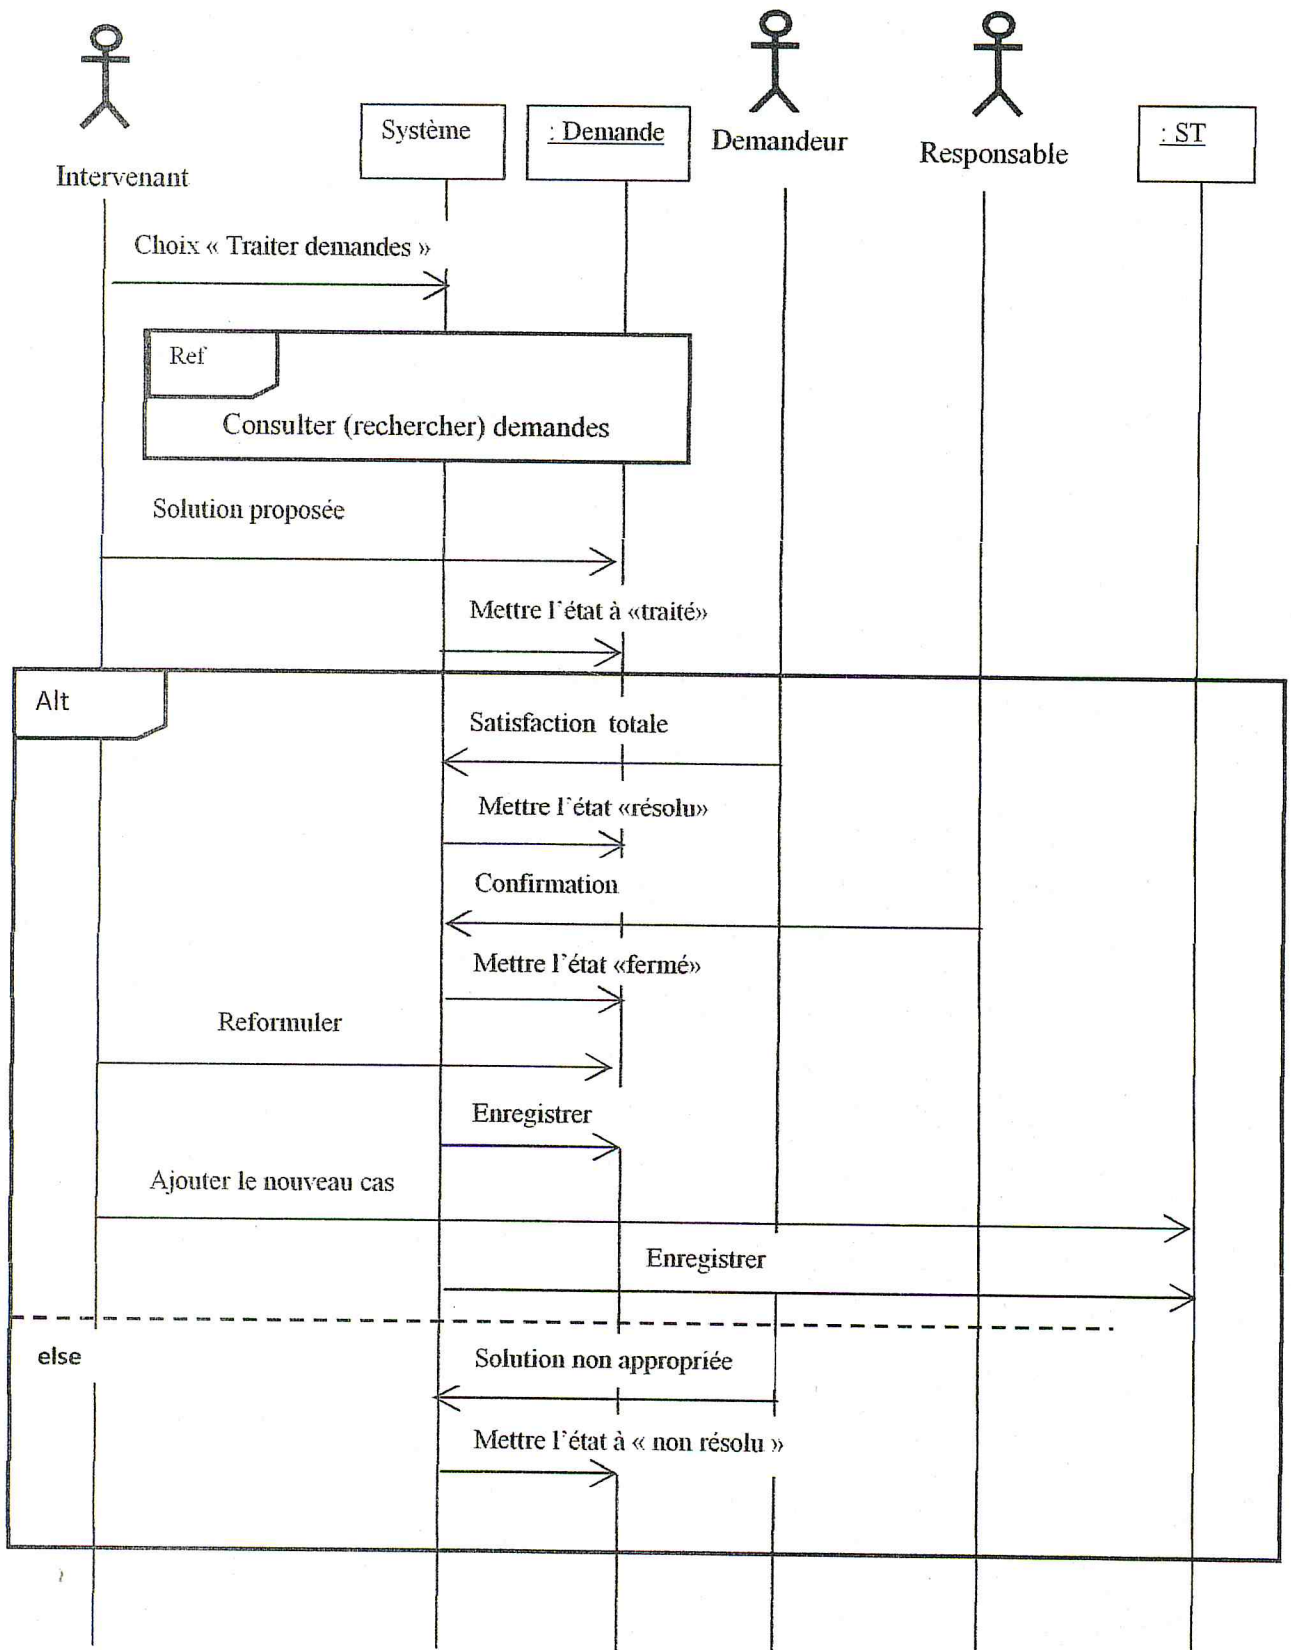 Intervenant
Système
: Demande
Demandeur
Responsable
: ST
Choix « Traiter demandes »
Ref
Consulter (rechercher) demandes
Solution proposée
Mettre l'état à «traité»
Alt
Satisfaction totale
Mettre l'état «résolu»
Confirmation
Mettre l'état «fermé»
Reformuler
Enregistrer
Ajouter le nouveau cas
Enregistrer
else
Solution non appropriée
Mettre l'état à « non résolu »